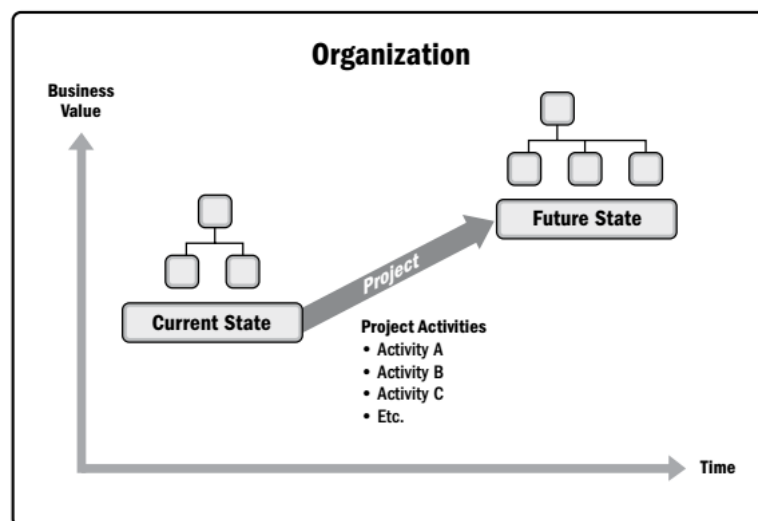 Organization
Business
Value
Future State
Project
Current State
Project Activities
• Activity A
• Activity B
• Activity C
• Etc.
Time